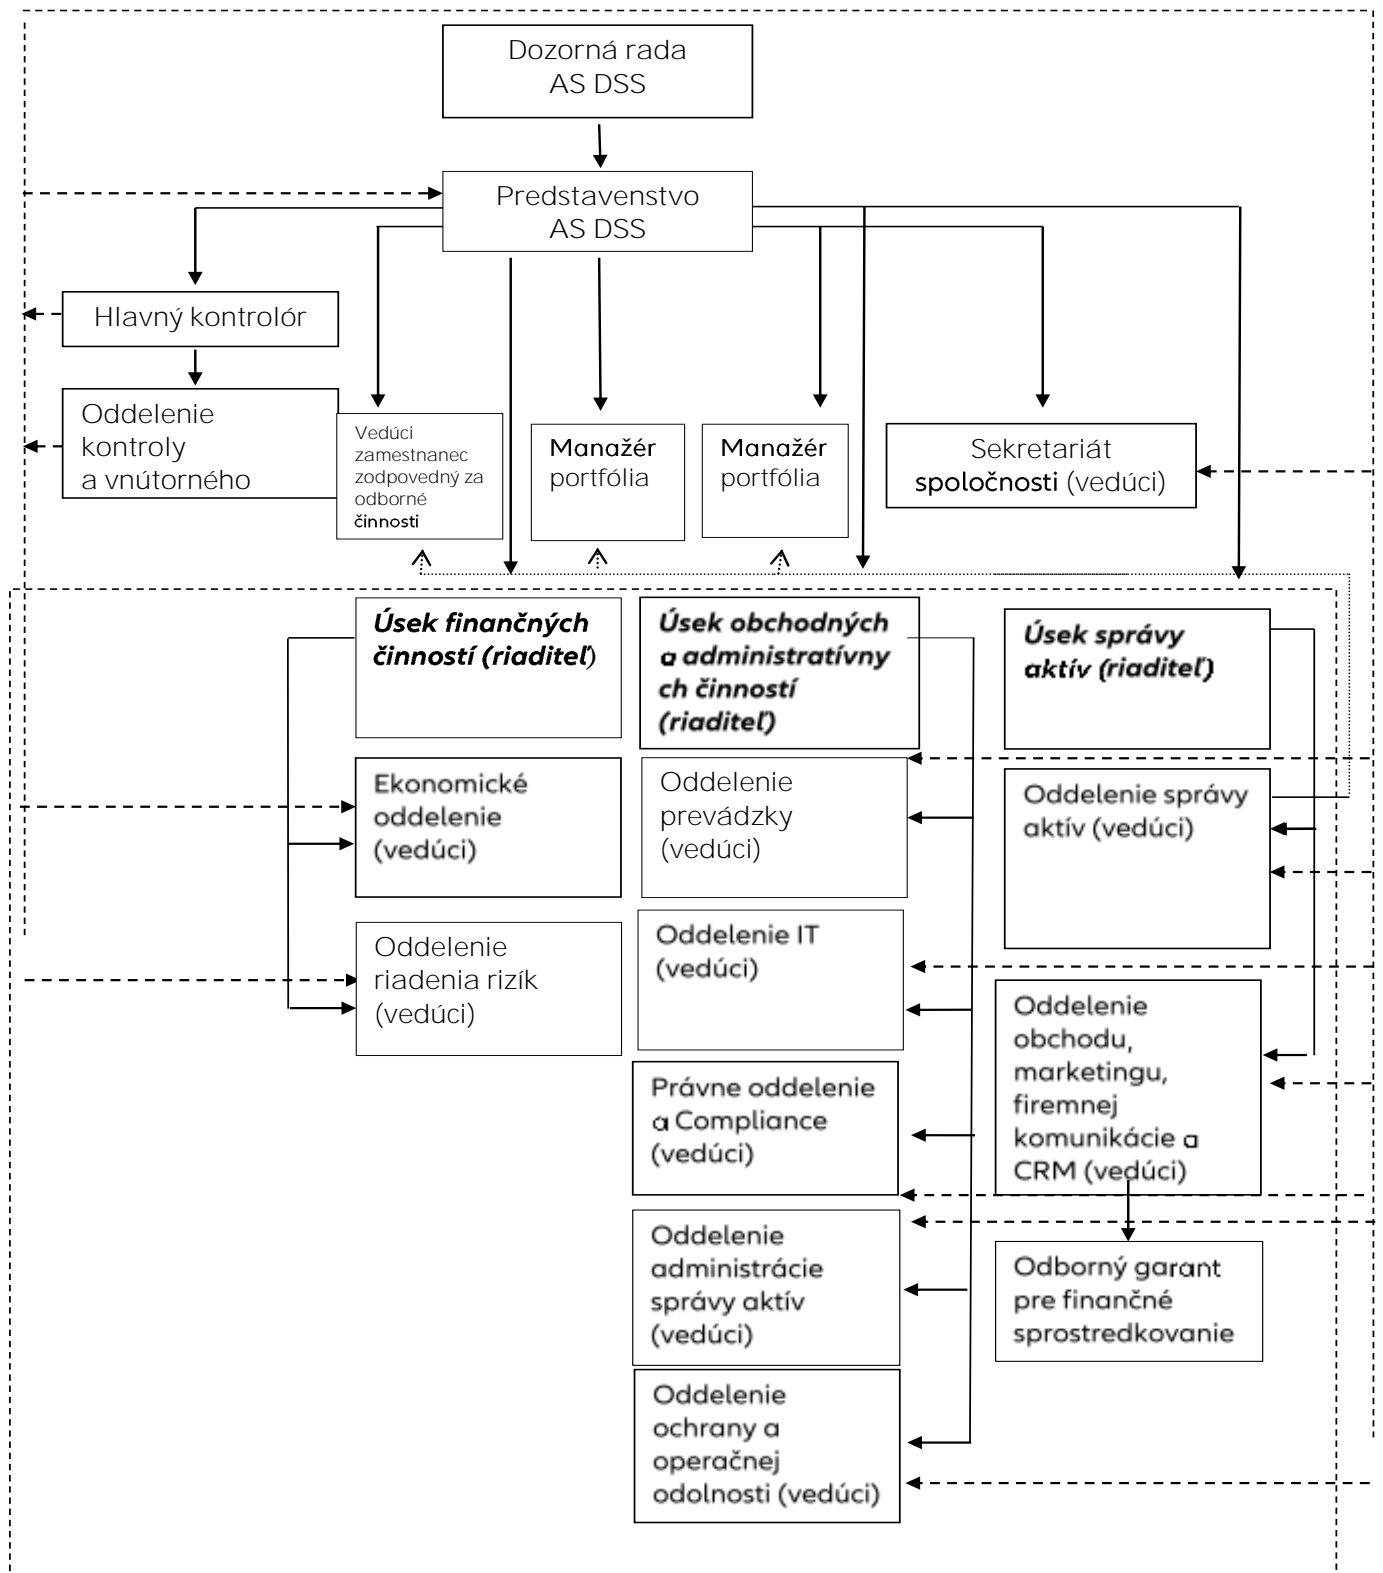 Dozorná rada
AS DSS
Predstavenstvo
AS DSS
Hlavný kontrolór
Oddelenie
kontroly
a vnútorného
Vedúci
zamestnanec
zodpovedný za
odborné
činnosti
Manažér
portfólia
Manažér
portfólia
Sekretariát
spoločnosti (vedúci)
Úsek finančných
činností (riaditeľ)
Úsek obchodných
a administratívny
ch činností
(riaditeľ)
Úsek správy
aktív (riaditeľ)
Ekonomické
oddelenie
(vedúci)
Oddelenie
prevádzky
(vedúci)
Oddelenie správy
aktív (vedúci)
Oddelenie
riadenia rizík
(vedúci)
Oddelenie IT
(vedúci)
Oddelenie
obchodu,
marketingu,
firemnej
komunikácie a
CRM (vedúci)
Právne oddelenie
a Compliance
(vedúci)
Oddelenie
administrácie
správy aktív
(vedúci)
Odborný garant
pre finančné
sprostredkovanie
Oddelenie
ochrany a
operačnej
odolnosti (vedúci)